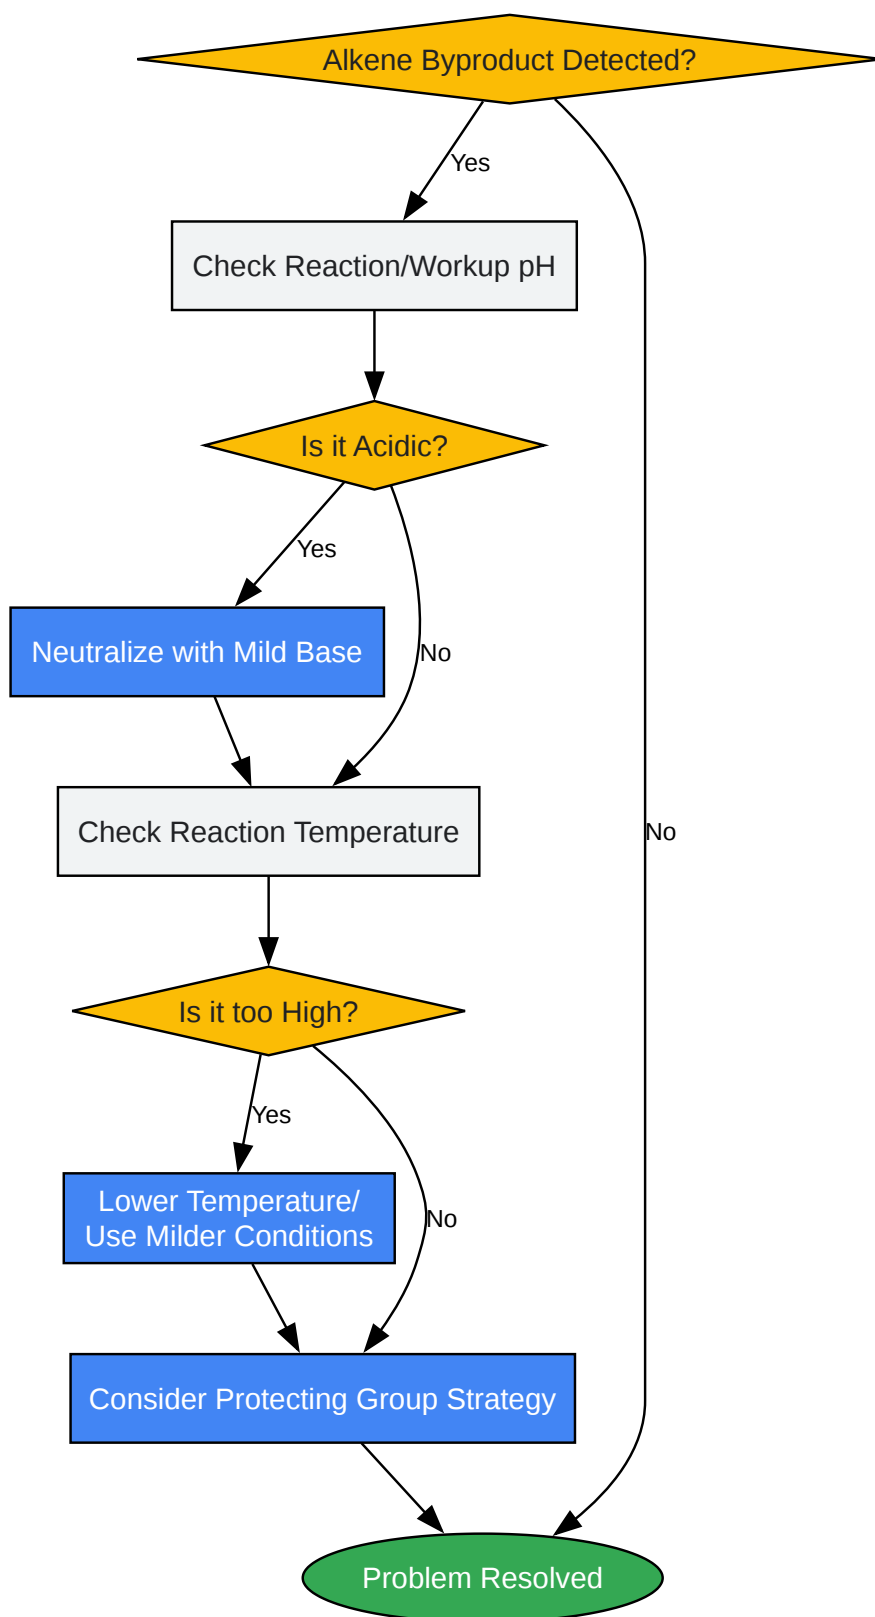 Alkene Byproduct Detected?
Yes
Check Reaction/Workup pH
Is it Acidic?
Yes
Neutralize with Mild Base
No
Check Reaction Temperature
No
Is it too High?
Yes
Lower Temperature/
Use Milder Conditions
No
Consider Protecting Group Strategy
Problem Resolved